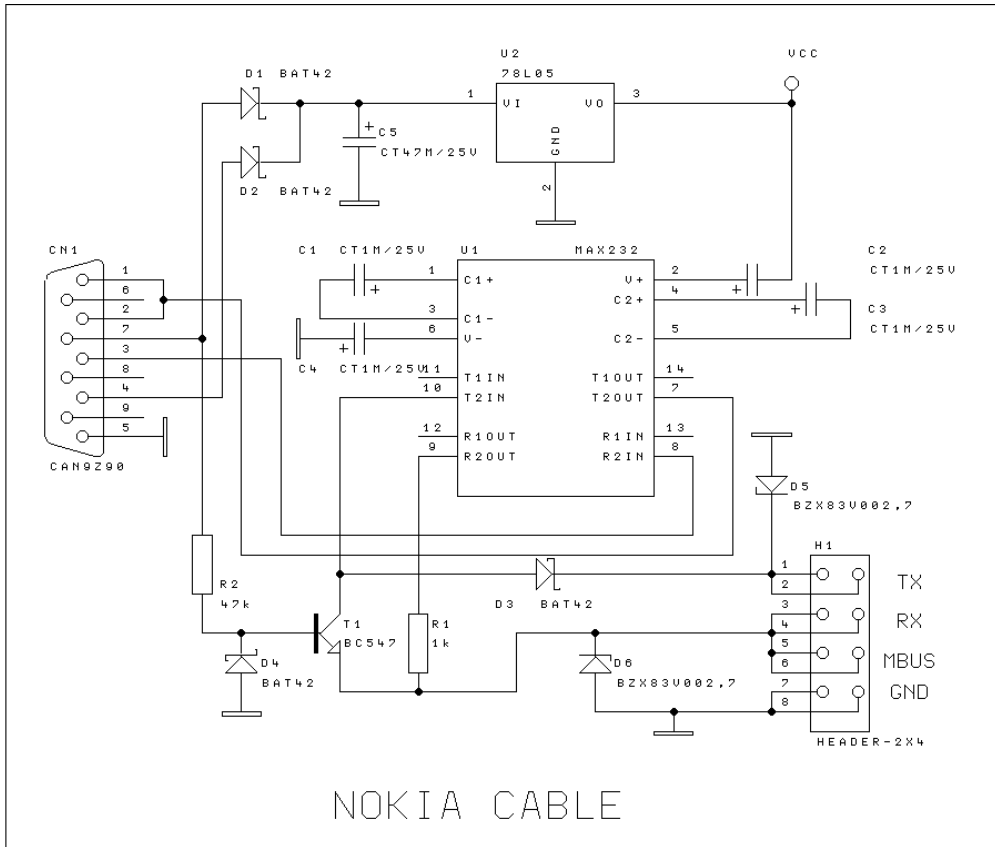 U2
78L05
VCC
D1 BAT42
1
VI
VO
3
GND
2
C5
CT47M/25V
D2 BAT42
CN1
1
6
2
7
3
8
4
9
5
CAN9Z90
C1
CT1M/25V
U1
MAX232
C2
CT1M/25V
1
C1+
V+
2
C2+
4
3
C1-
C3
CT1M/25V
6
V-
C2-
5
C4
CT1M/25V
11
T1IN
T1OUT
14
10
T2IN
T2OUT
7
12
R1OUT
R1IN
13
9
R2OUT
R2IN
8
D5
BZX83V002,7
H1
R2
47k
D3 BAT42
1
2
TX
3
4
RX
5
6
MBUS
7
8
GND
T1
BC547
R1
1k
D4
BAT42
D6
BZX83V002,7
HEADER-2X4
NOKIA CABLE